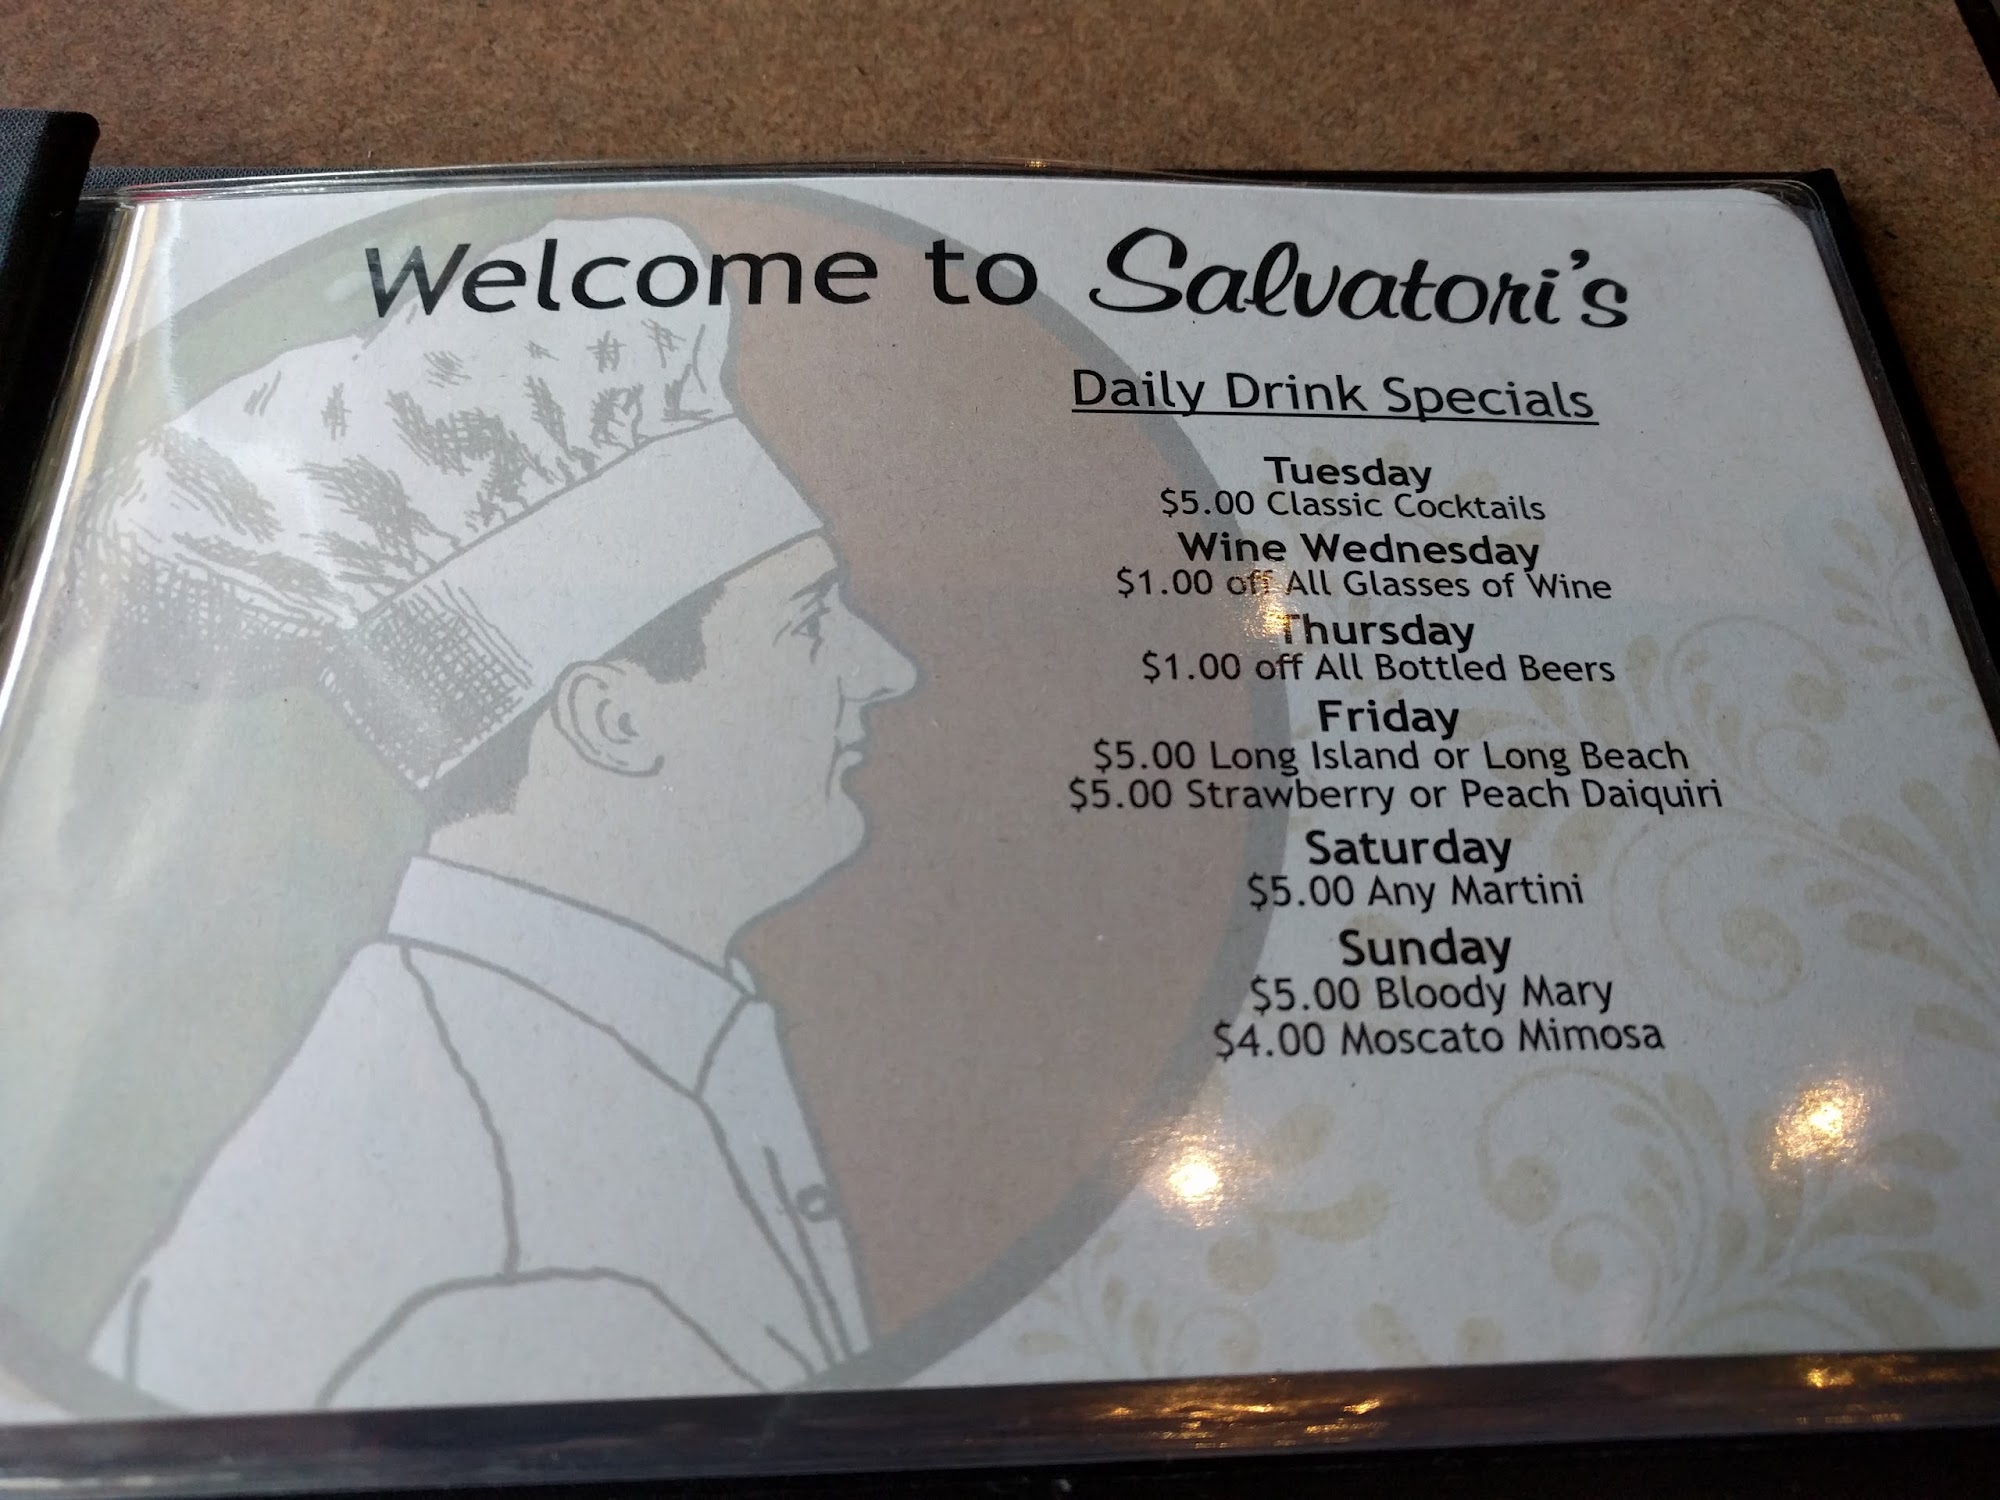 Welcome to Salvatori's
Daily Drink Specials
Tuesday
$5.00 Classic Cocktails
Wine Wednesday
$1.00 off All Glasses of Wine
Thursday
$1.00 off All Bottled Beers
Friday
$5.00 Long Island or Long Beach
$5.00 Strawberry or Peach Daiquiri
Saturday
$5.00 Any Martini
Sunday
$5.00 Bloody Mary
$4.00 Moscato Mimosa